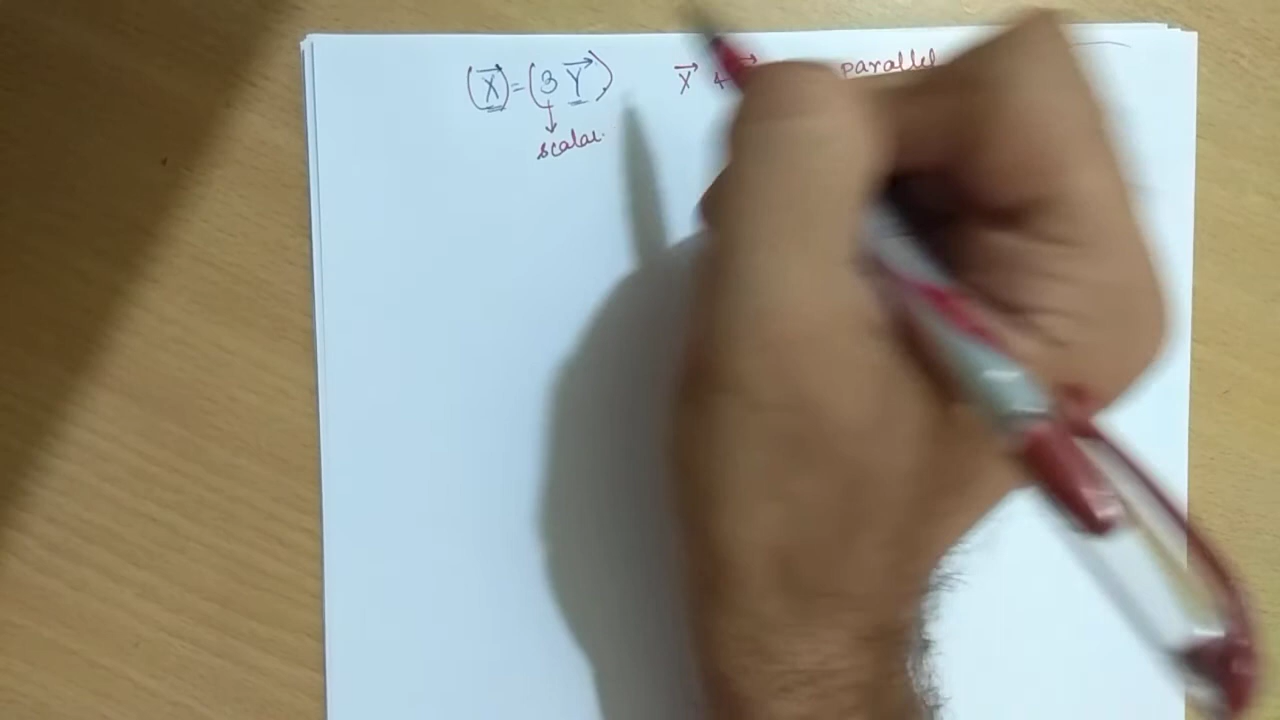 (X⃗) = (3 Y⃗) X⃗ parallel
↓
scalar.